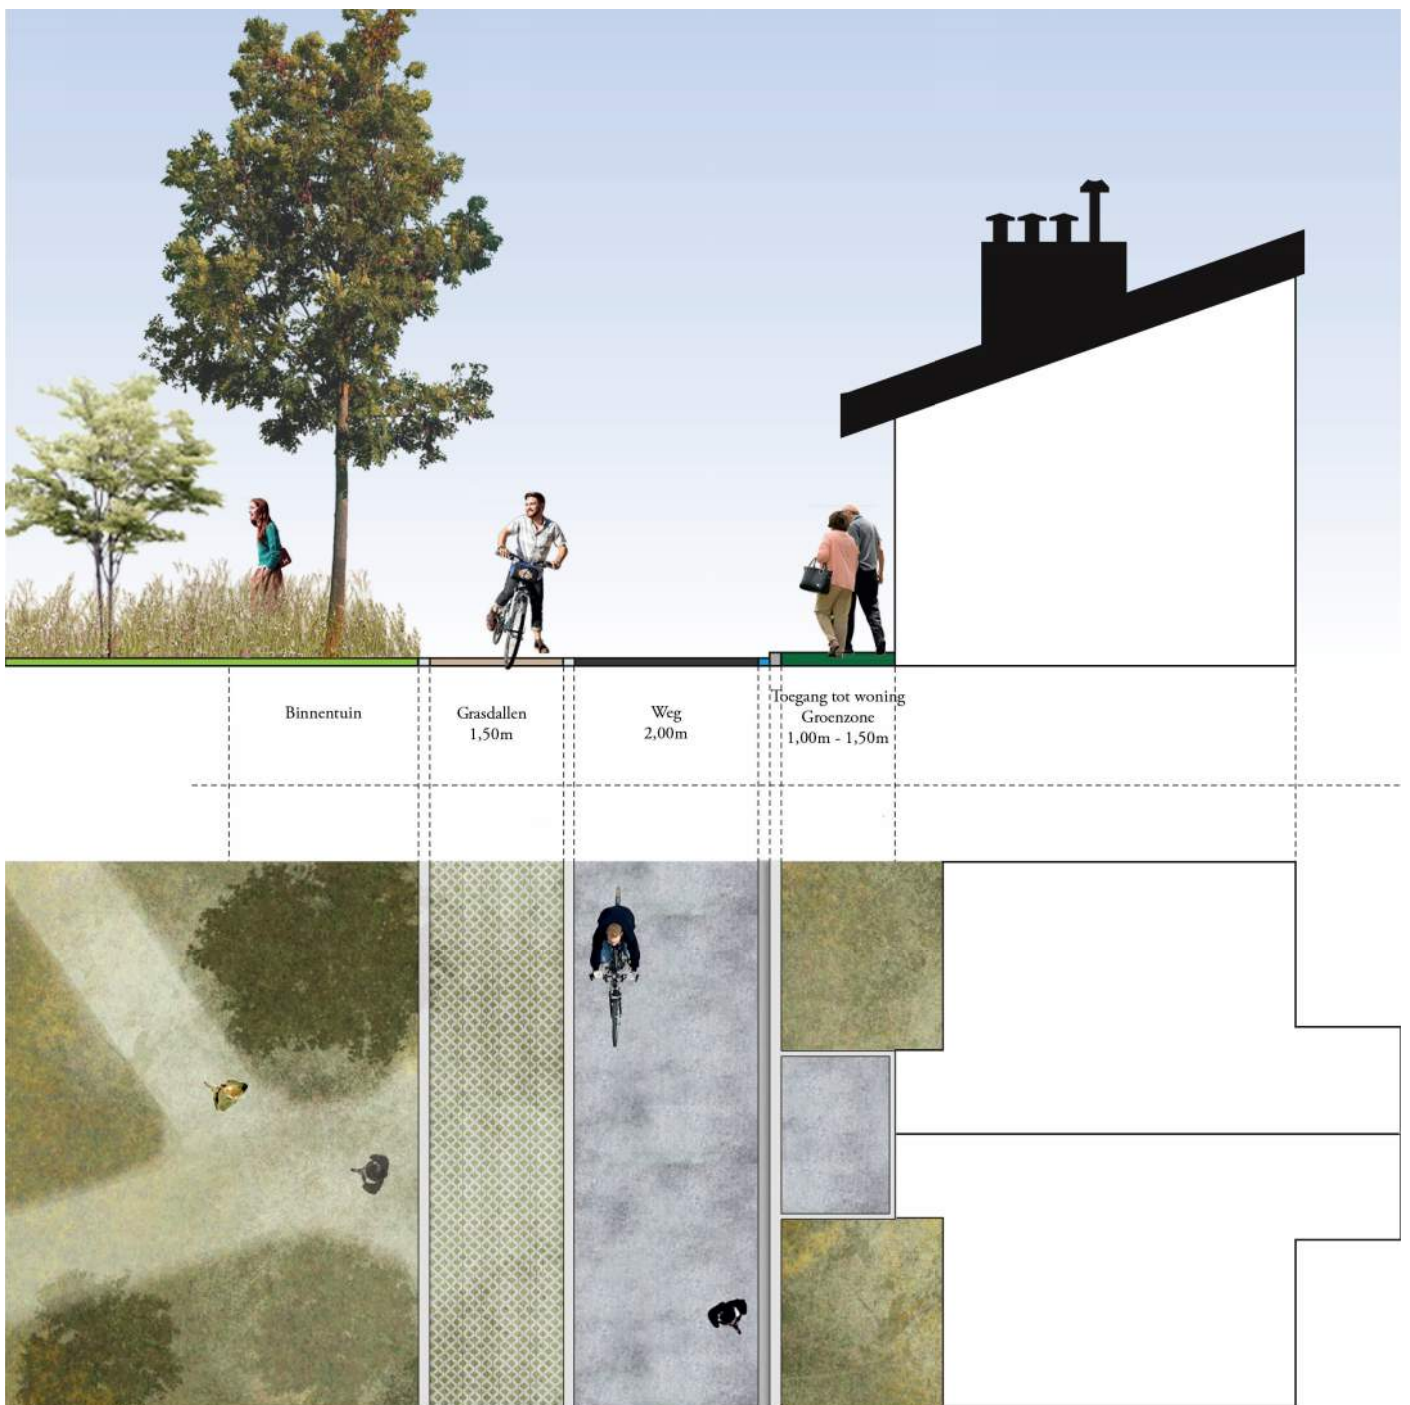 Binnentuin
Grasdallen
1,50m
Weg
2,00m
Toegang tot woning
Groenzone
1,00m - 1,50m